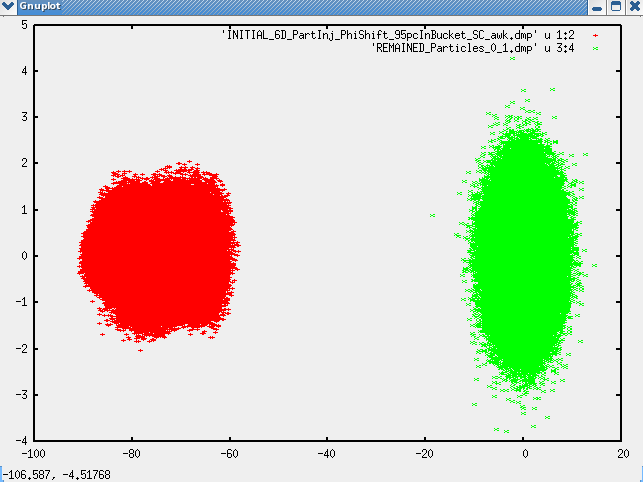 Gnuplot
'INITIAL_6D_PartInj_PhiShift_95pcInBucket_SC_awk.dmp' u 1:2
'REMAINED_Particles_0_1.dmp' u 3:4
5
4
3
2
1
0
-1
-2
-3
-4
-100 -80 -60 -40 -20 0 20
-106.587, -4.51768